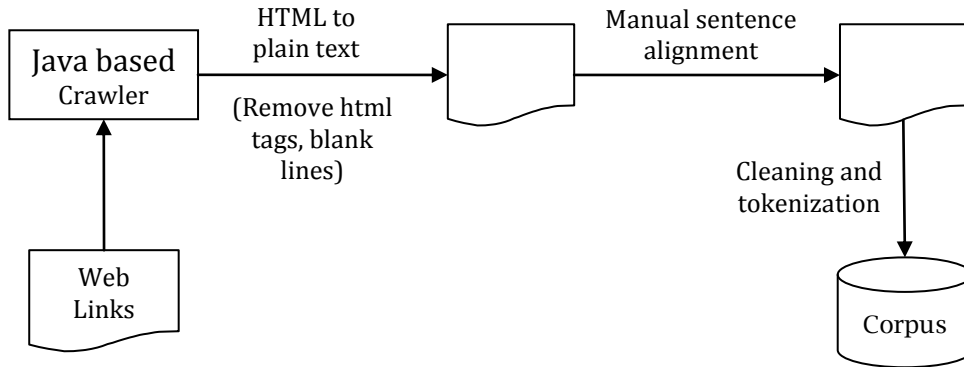 HTML to
plain text
(Remove html
tags, blank
lines)
Manual sentence
alignment
Java based
Crawler
Cleaning and
tokenization
Web
Links
Corpus